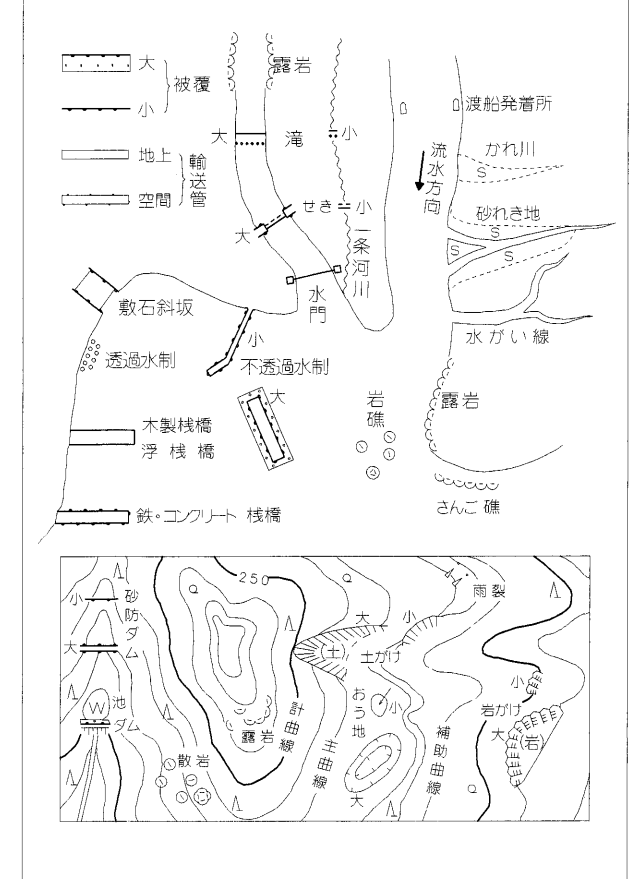 大
小
被覆
地上
空間
輸送管
露岩
大
滝
小
せき
小
大
一条河川
水門
流水方向
渡船発着所
かれ川
S
砂れき地
S
S
S
水がい線
敷石斜坂
透過水制
小
不透過水制
大
木製桟橋
浮桟橋
鉄・コンクリート桟橋
岩礁
露岩
さんご礁
小
砂防ダム
大
W
池
ダム
250
Q
露岩
散岩
計曲線
主曲線
大
小
(土)
土がけ
おう地
小
大
補助曲線
雨裂
小
岩がけ
大
(岩)
Q
Q